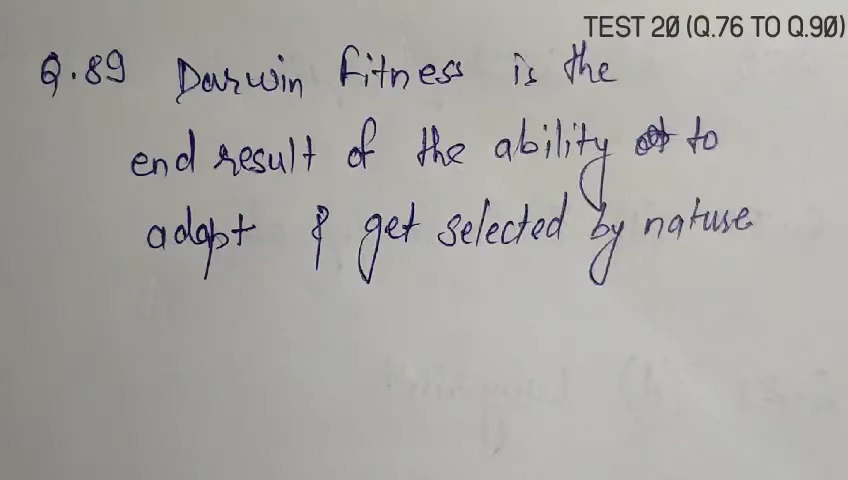 TEST 20 (Q.76 TO Q.90)
Q.89 Darwin fitness is the
end result of the ability to
adapt & get selected by nature